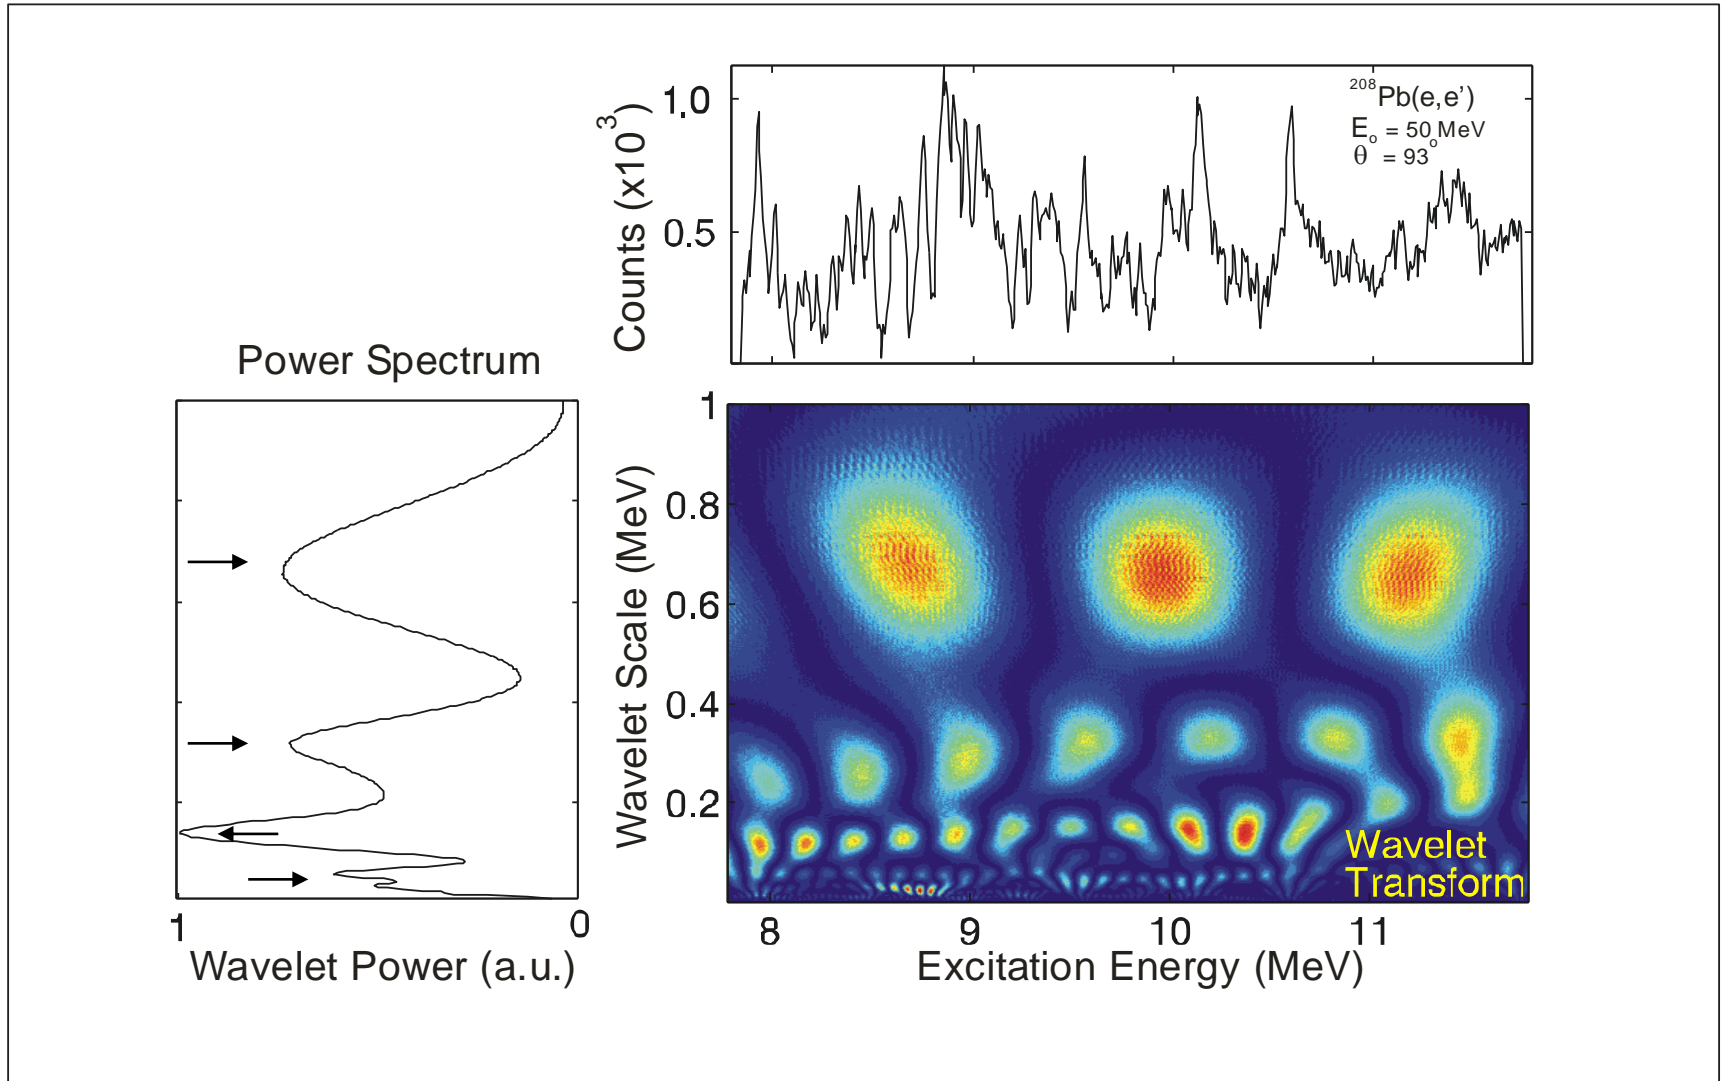 1.0
0.5
Counts (x10³)
²⁰⁸Pb(e,e’)
Eₒ = 50 MeV
θ = 93°
Power Spectrum
1
0
Wavelet Power (a.u.)
1
0.8
0.6
0.4
0.2
Wavelet Scale (MeV)
Wavelet
Transform
8
9
10
11
Excitation Energy (MeV)